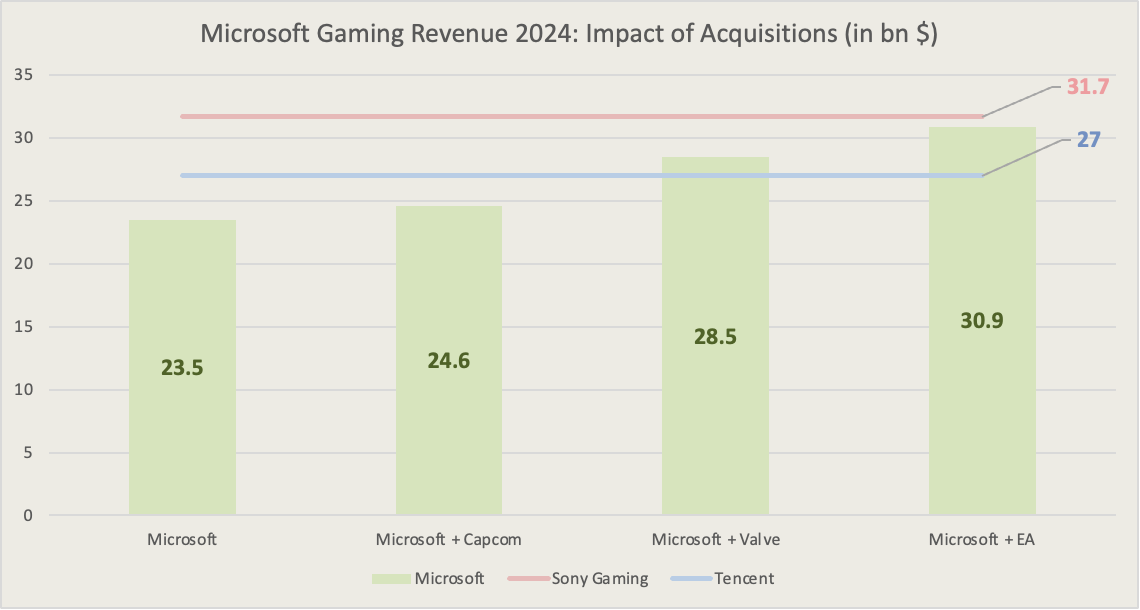 Microsoft Gaming Revenue 2024: Impact of Acquisitions (in bn $)
35
30
25
20
15
10
5
0
31.7
27
23.5
24.6
28.5
30.9
Microsoft
Microsoft + Capcom
Microsoft + Valve
Microsoft + EA
Microsoft
Sony Gaming
Tencent